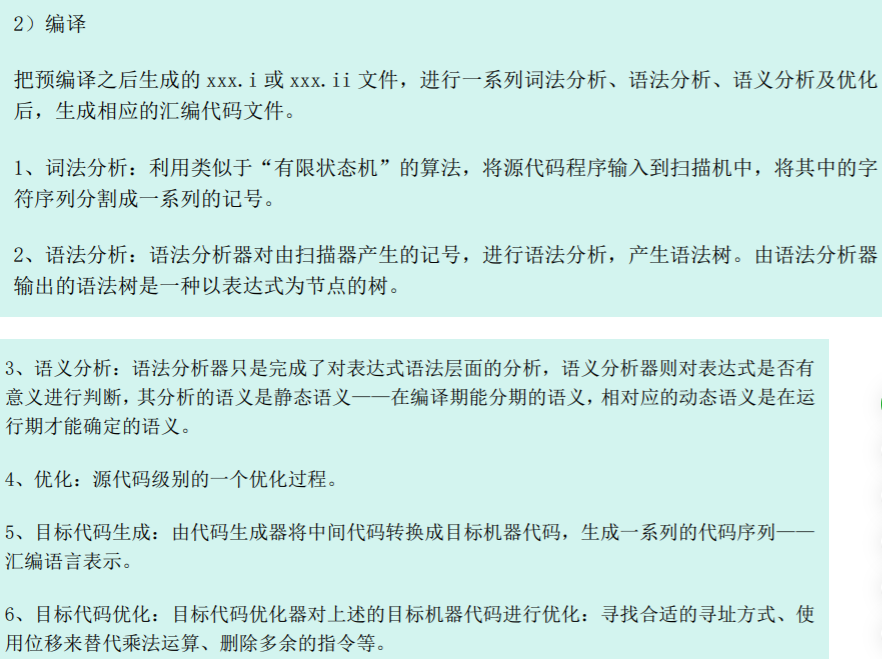 2）编译
把预编译之后生成的 xxx.i 或 xxx.ii 文件，进行一系列词法分析、语法分析、语义分析及优化
后，生成相应的汇编代码文件。
1、词法分析：利用类似于“有限状态机”的算法，将源代码程序输入到扫描机中，将其中的字
符序列分割成一系列的记号。
2、语法分析：语法分析器对由扫描器产生的记号，进行语法分析，产生语法树。由语法分析器
输出的语法树是一种以表达式为节点的树。
3、语义分析：语法分析器只是完成了对表达式语法层面的分析，语义分析器则对表达式是否有
意义进行判断，其分析的语义是静态语义——在编译期能分期的语义，相对应的动态语义是在运
行期才能确定的语义。
4、优化：源代码级别的一个优化过程。
5、目标代码生成：由代码生成器将中间代码转换成目标机器代码，生成一系列的代码序列——
汇编语言表示。
6、目标代码优化：目标代码优化器对上述的目标机器代码进行优化：寻找合适的寻址方式、使
用位移来替代乘法运算、删除多余的指令等。